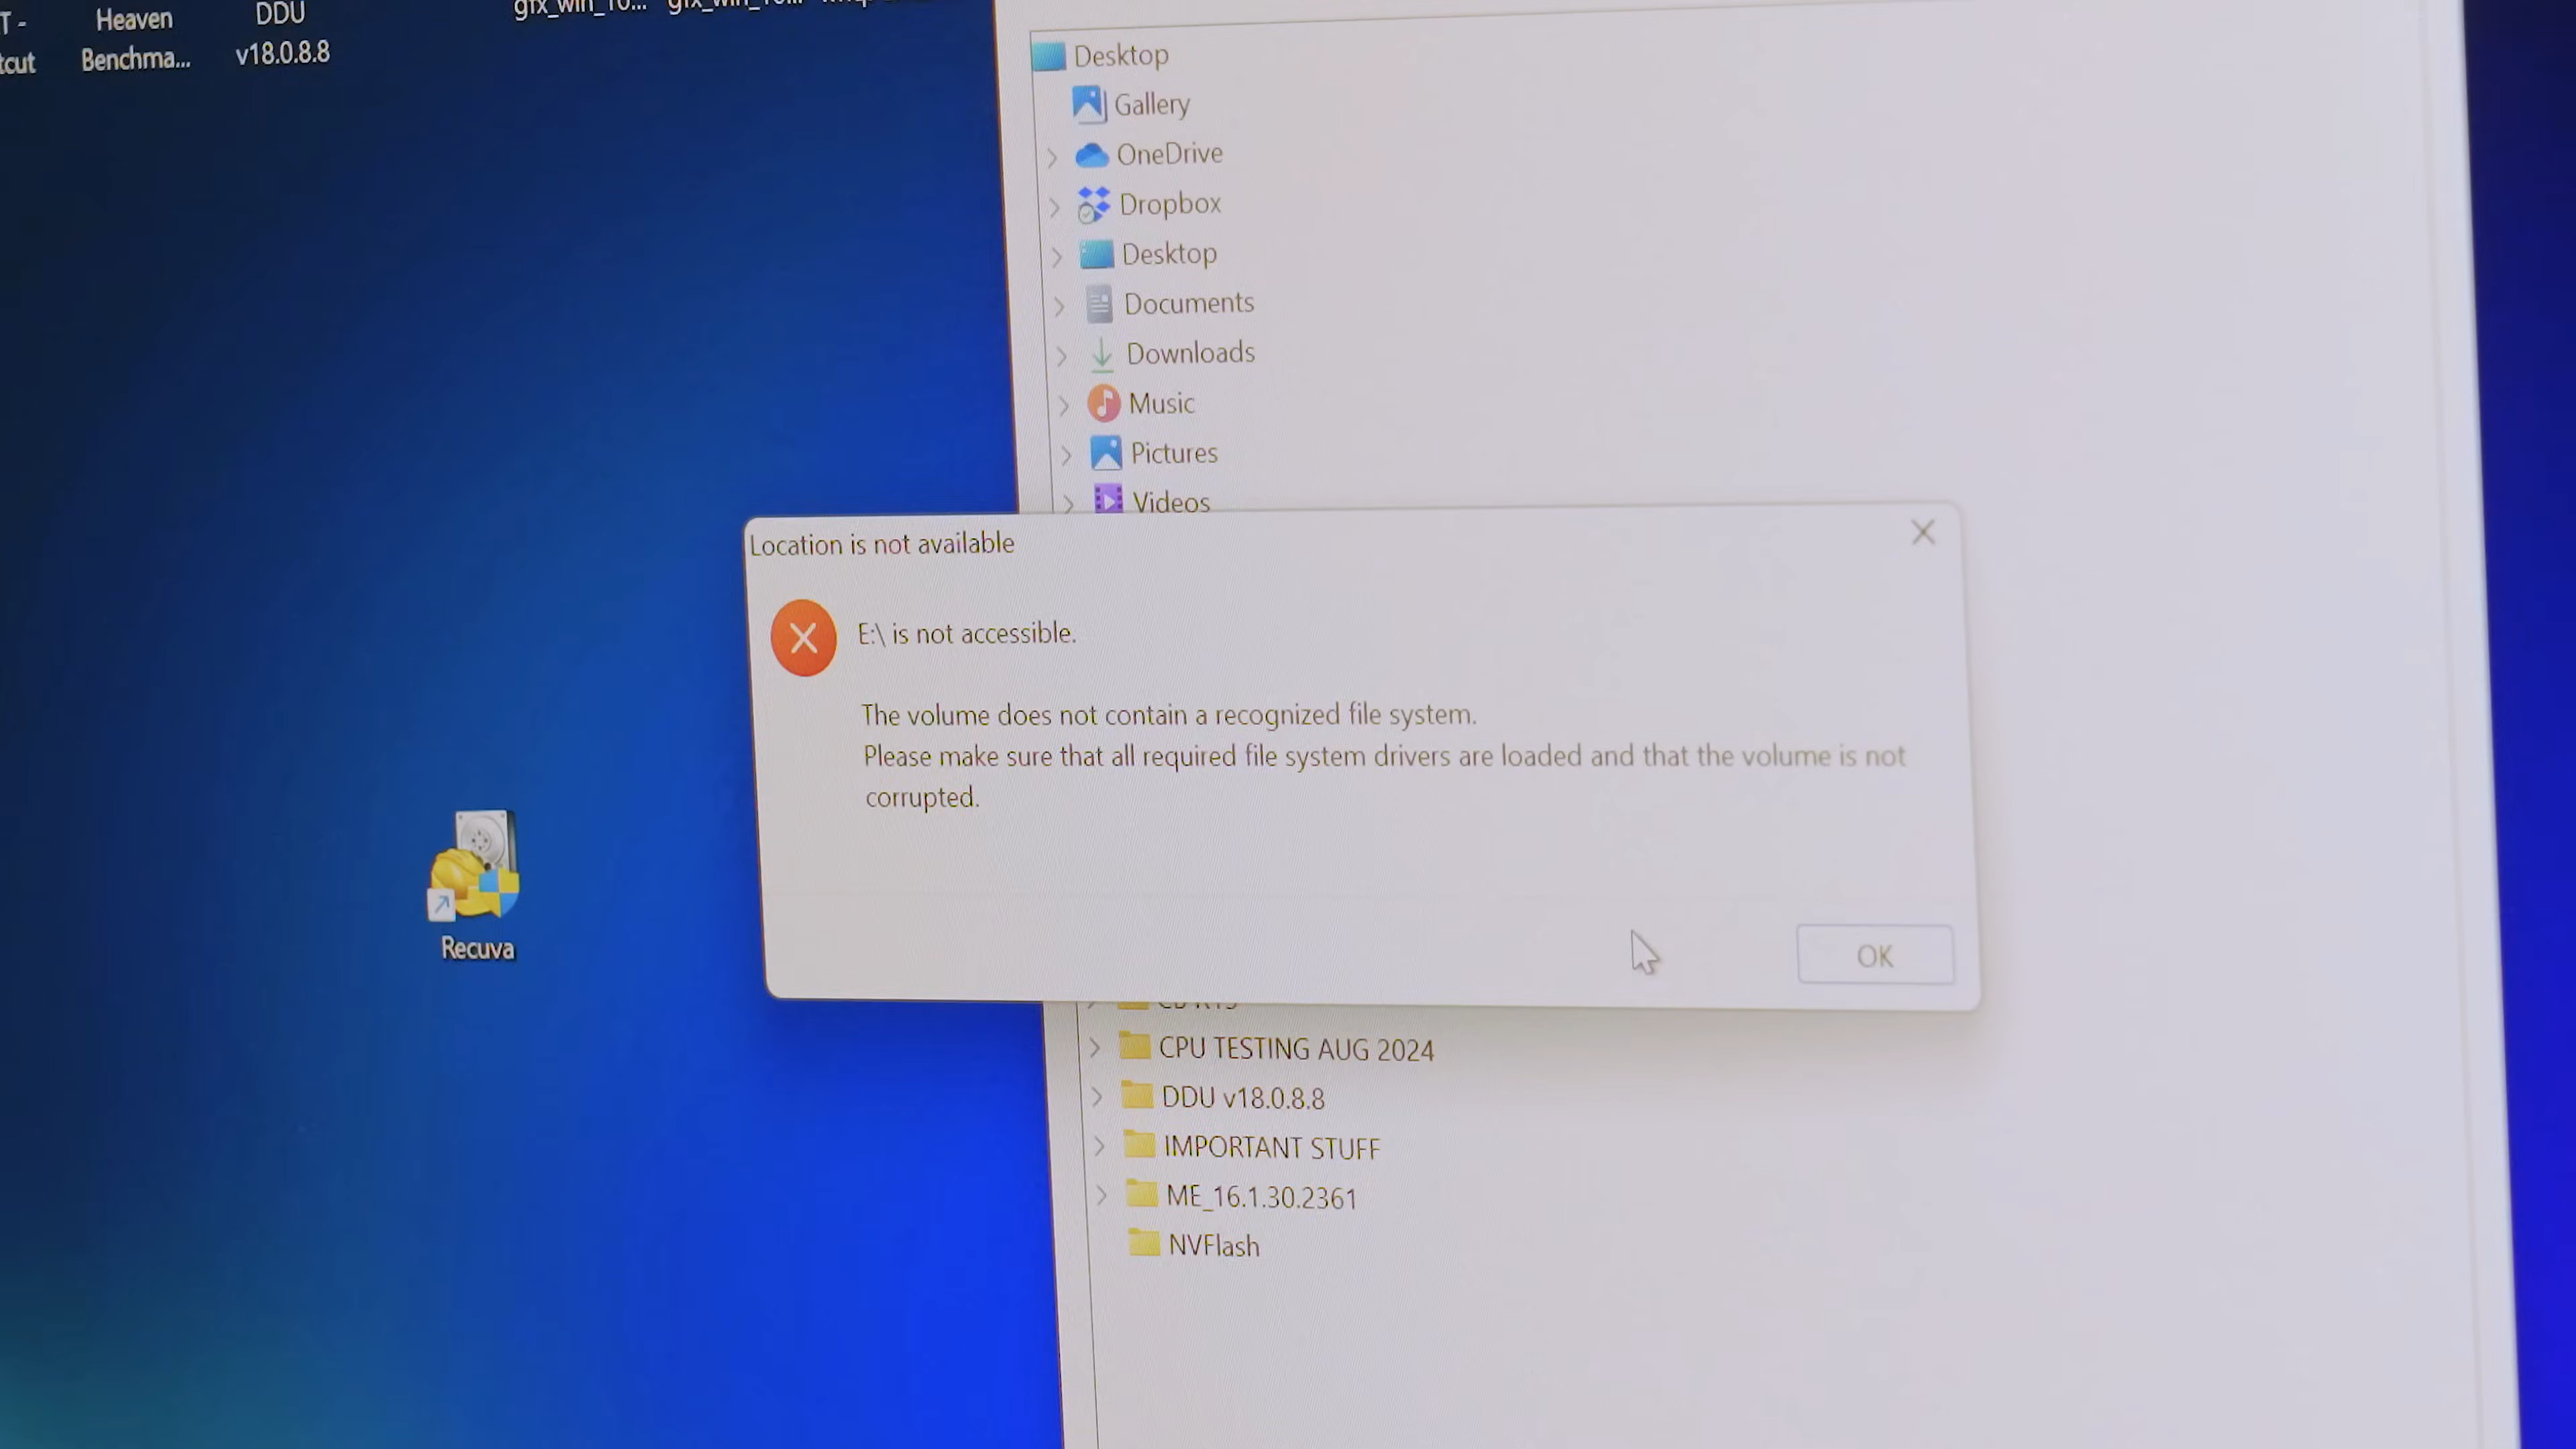 T -
tcut
Heaven
Benchma...
DDU
v18.0.8.8
Desktop
Gallery
OneDrive
Dropbox
Desktop
Documents
Downloads
Music
Pictures
Videos
Location is not available
E:\ is not accessible.
The volume does not contain a recognized file system.
Please make sure that all required file system drivers are loaded and that the volume is not
corrupted.
OK
Recuva
CPU TESTING AUG 2024
DDU v18.0.8.8
IMPORTANT STUFF
ME_16.1.30.2361
NVFlash